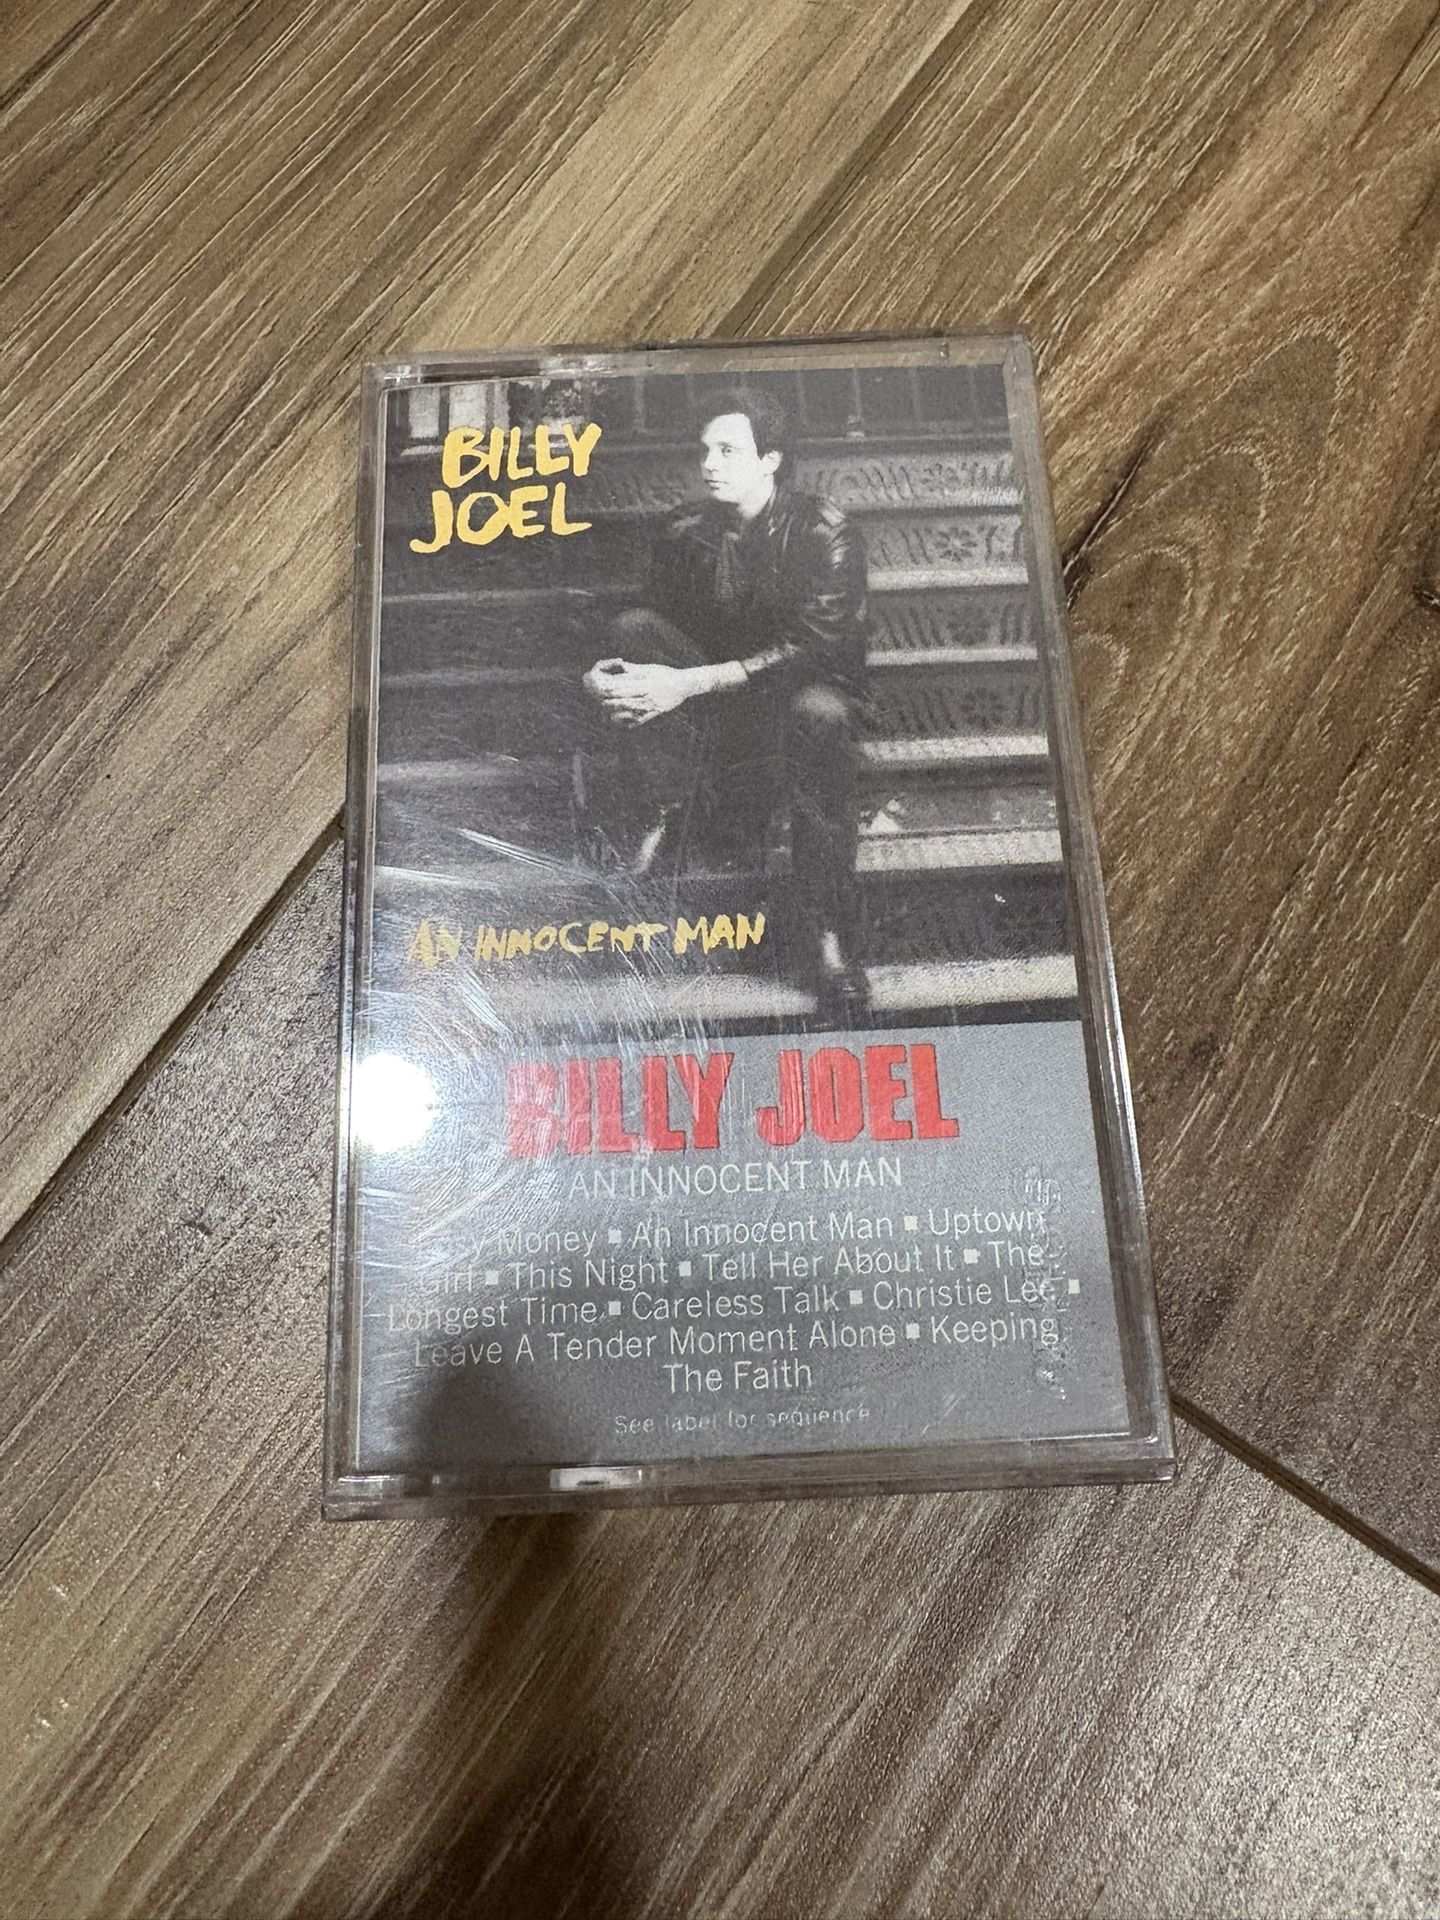 BILLY
JOEL
AN INNOCENT MAN
BILLY JOEL
AN INNOCENT MAN
Money ▪ An Innocent Man ▪ Uptown
Girl ▪ This Night ▪ Tell Her About It ▪ The
Longest Time ▪ Careless Talk ▪ Christie Lee ▪
Leave A Tender Moment Alone ▪ Keeping
The Faith
See label for sequence